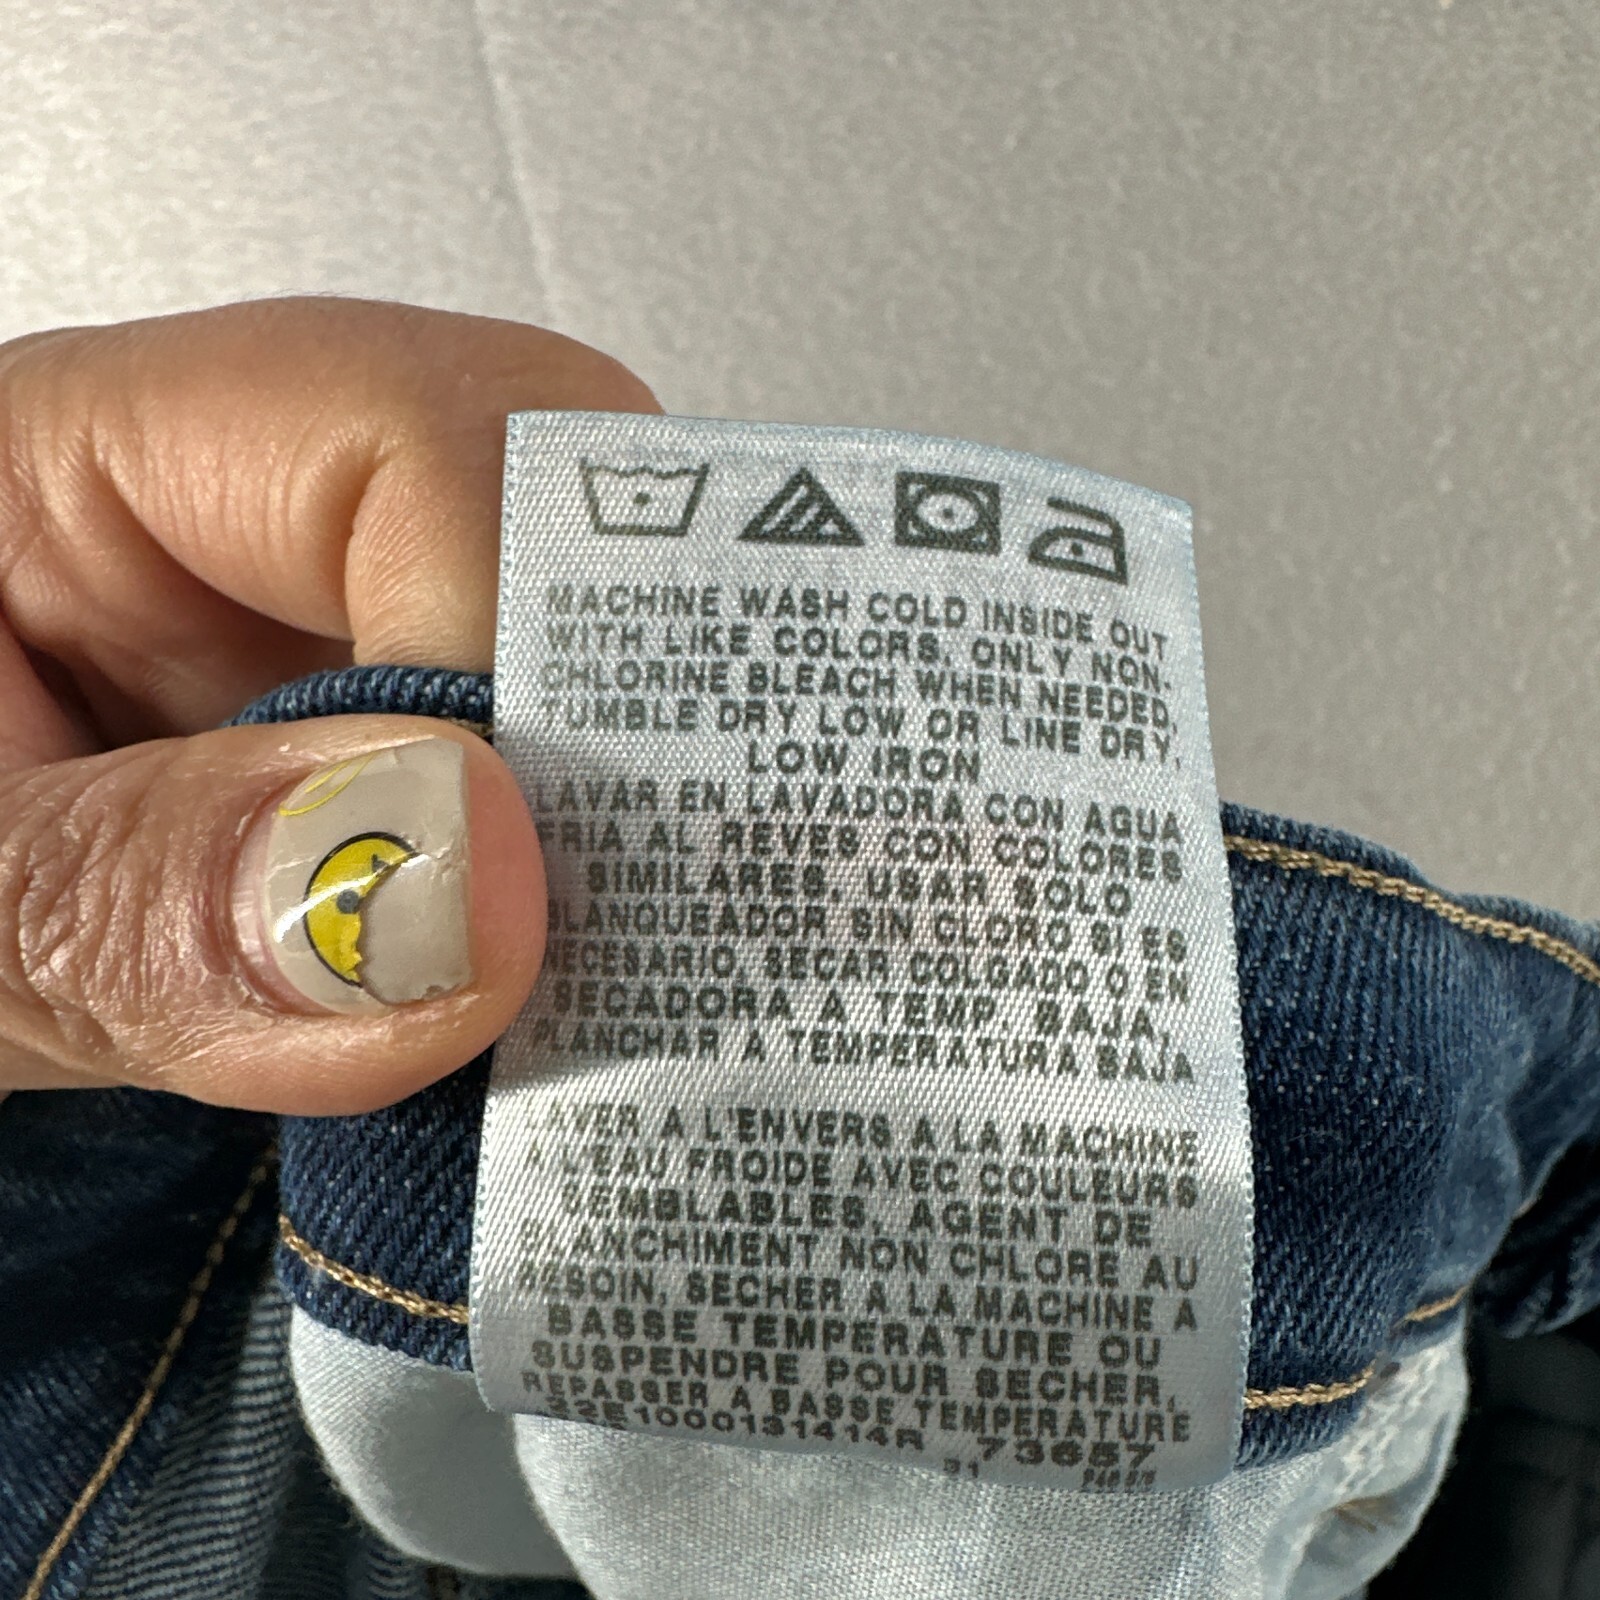 MACHINE WASH COLD INSIDE OUT
WITH LIKE COLORS, ONLY NON-
CHLORINE BLEACH WHEN NEEDED,
TUMBLE DRY LOW OR LINE DRY,
LOW IRON
LAVAR EN LAVADORA CON AGUA
FRIA AL REVES CON COLORES
SIMILARES, USAR SOLO
BLANQUEADOR SIN CLORO SI ES
NECESARIO, SECAR COLGADO O EN
SECADORA A TEMP. BAJA,
PLANCHAR A TEMPERATURA BAJA
LAVER A L'ENVERS A LA MACHINE
A L'EAU FROIDE AVEC COULEURS
SEMBLABLES, AGENT DE
BLANCHIMENT NON CHLORE AU
BESOIN, SECHER A LA MACHINE A
BASSE TEMPERATURE OU
SUSPENDRE POUR SECHER,
REPASSER A BASSE TEMPERATURE
73657
31